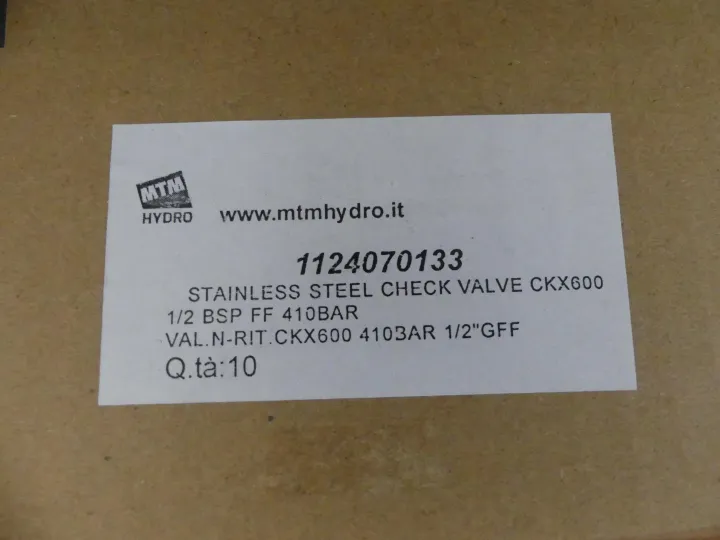 MTM
HYDRO
www.mtmhydro.it
1124070133
STAINLESS STEEL CHECK VALVE CKX600
1/2 BSP FF 410BAR
VAL.N-RIT.CKX600 410BAR 1/2"GFF
Q.tà:10